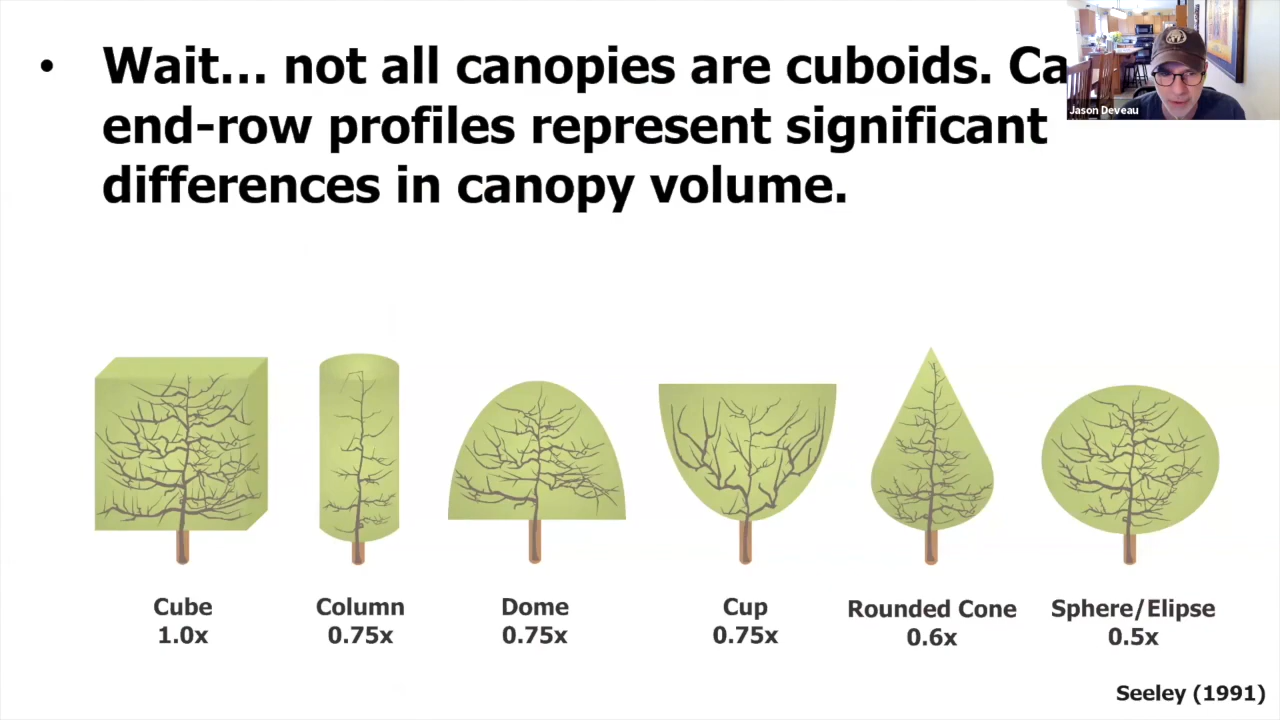 • Wait... not all canopies are cuboids. Ca
end-row profiles represent significant
differences in canopy volume.
Jason Deveau
Cube
1.0x
Column
0.75x
Dome
0.75x
Cup
0.75x
Rounded Cone
0.6x
Sphere/Elipse
0.5x
Seeley (1991)